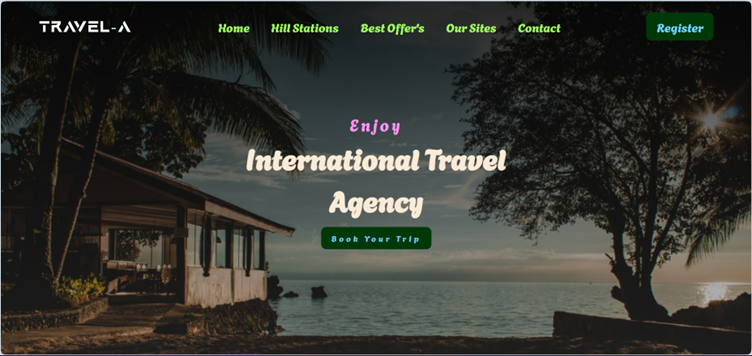 TRAVEL-A
Home Hill Stations Best Offer's Our Sites Contact
Register
Enjoy
International Travel
Agency
Book Your Trip